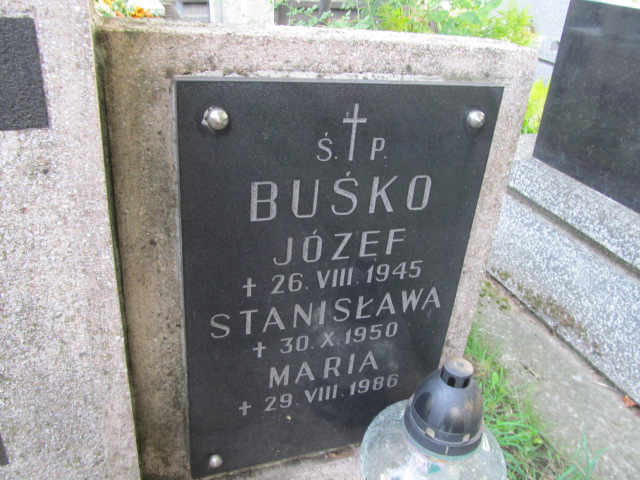 Ś. P.
BUŚKO
JÓZEF
+ 26. VIII. 1945
STANISŁAWA
+ 30. X. 1950
MARIA
+ 29. VIII. 1986